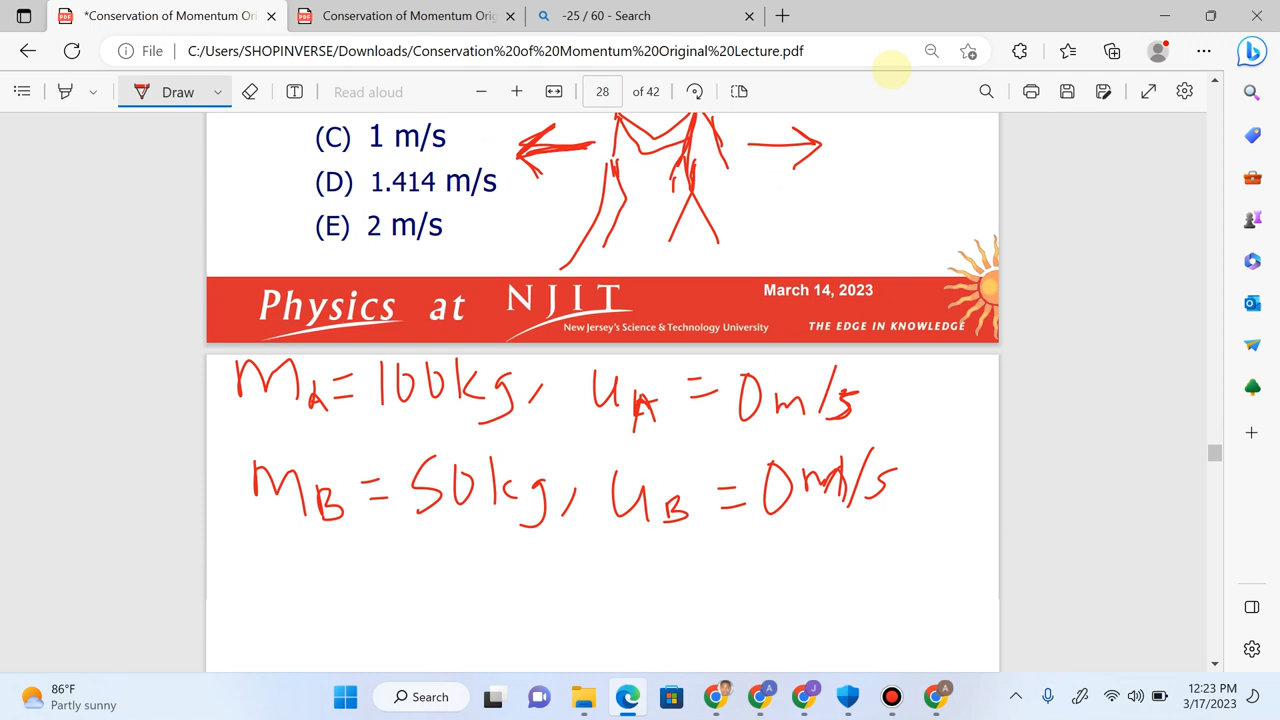 *Conservation of Momentum Ori
Conservation of Momentum Orig
-25 / 60 - Search
File
C:/Users/SHOPINVERSE/Downloads/Conservation%20of%20Momentum%20Original%20Lecture.pdf
Draw
Read aloud
28
of 42
(C) 1 m/s
(D) 1.414 m/s
(E) 2 m/s
Physics at
NJIT
New Jersey's Science & Technology University
March 14, 2023
THE EDGE IN KNOWLEDGE
mA = 100kg, uA = 0m/s
mB = 50kg, uB = 0m/s
86°F
Partly sunny
Search
12:23 PM
3/17/2023